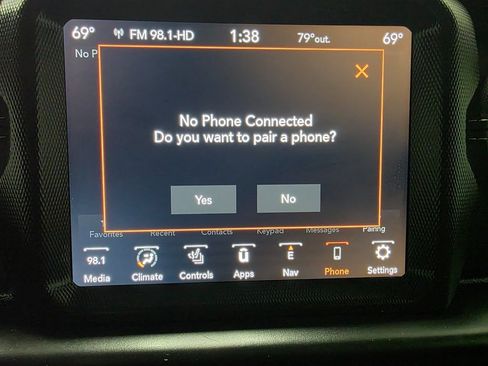 69° FM 98.1-HD 1:38 79°out. 69°
No P
No Phone Connected
Do you want to pair a phone?
Yes No
Favorites Recent Contacts Keypad Messages Pairing
98.1 E
Media Climate Controls Apps Nav Phone Settings